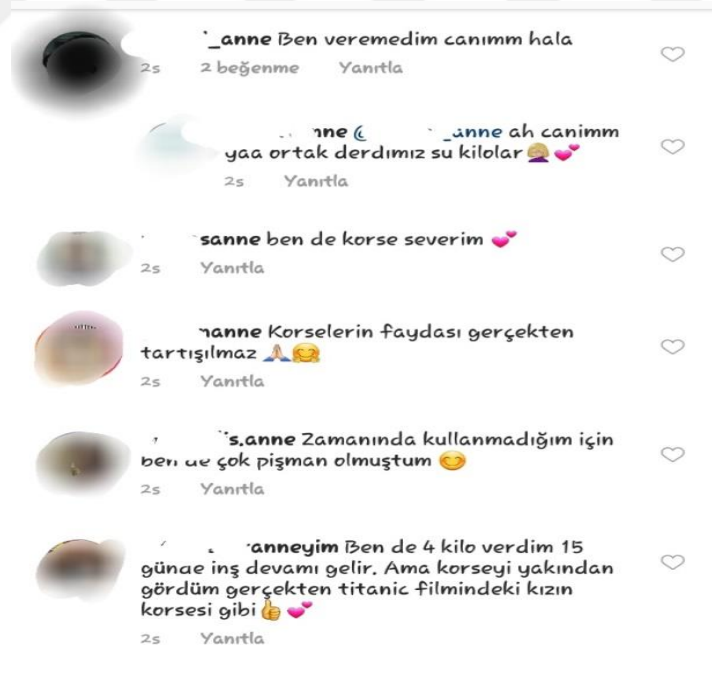 _anne Ben veremedim canımm hala
2s 2 beğenme Yanıtla
nne @ _anne ah canimm
yaa ortak derdımız su kilolar 🤦🏼‍♀️💕
2s Yanıtla
sanne ben de korse severim 💕
2s Yanıtla
anne Korselerin faydası gerçekten
tartışılmaz 🙏🏻🤗
2s Yanıtla
s.anne Zamanında kullanmadığım için
ben de çok pişman olmuştum 😊
2s Yanıtla
anneyim Ben de 4 kilo verdim 15
günde inş devamı gelir. Ama korseyi yakından
gördüm gerçekten titanic filmindeki kızın
korsesi gibi👍💕
2s Yanıtla